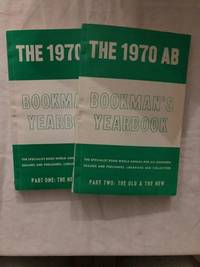 THE 1970
BOOKMA
YEARBO
THE SPECIALIST BOOK WORLD ANNUAL
DEALERS AND PUBLISHERS, LIBRARIANS
PART ONE: THE NE
THE 1970 AB
BOOKMAN'S
YEARBOOK
THE SPECIALIST BOOK WORLD ANNUAL FOR ALL BOOKMEN
DEALERS AND PUBLISHERS, LIBRARIANS AND COLLECTORS
PART TWO: THE OLD & THE NEW